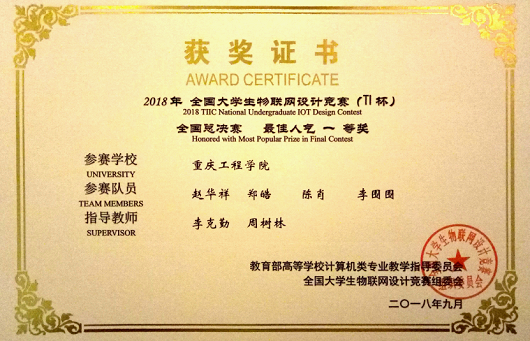 获奖证书
AWARD CERTIFICATE
2018年 全国大学生物联网设计竞赛（TI杯）
2018 TIIC National Undergraduate IOT Design Contest
全国总决赛 最佳人气 一 等奖
Honored with Most Popular Prize in Final Contest
参赛学校 重庆工程学院
UNIVERSITY
参赛队员 赵华祥 郑皓 陈肖 李囿圄
TEAM MEMBERS
指导教师 李克勤 周树林
SUPERVISOR
教育部高等学校计算机类专业教学指导委员会
全国大学生物联网设计竞赛组委会
二〇一八年九月